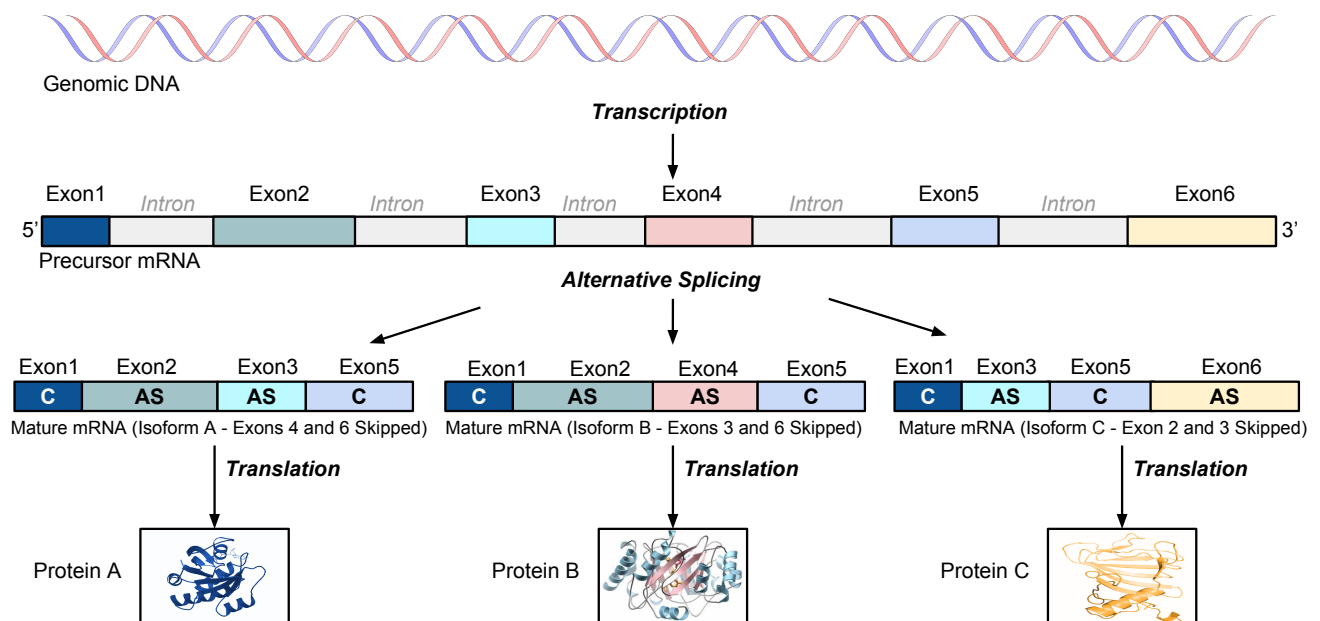 Genomic DNA
Transcription
Exon1 Intron Exon2 Intron Exon3 Intron Exon4 Intron Exon5 Intron Exon6
5’ 3’
Precursor mRNA
Alternative Splicing
Exon1 Exon2 Exon3 Exon5
C AS AS C
Mature mRNA (Isoform A - Exons 4 and 6 Skipped)
Exon1 Exon2 Exon4 Exon5
C AS AS C
Mature mRNA (Isoform B - Exons 3 and 6 Skipped)
Exon1 Exon3 Exon5 Exon6
C AS C AS
Mature mRNA (Isoform C - Exon 2 and 3 Skipped)
Translation Translation Translation
Protein A Protein B Protein C